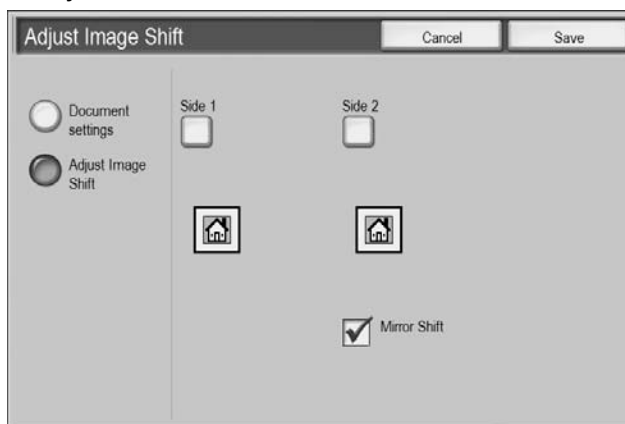 Adjust Image Shift
Cancel
Save
Document
settings
Side 1
Side 2
Adjust Image
Shift
Mirror Shift